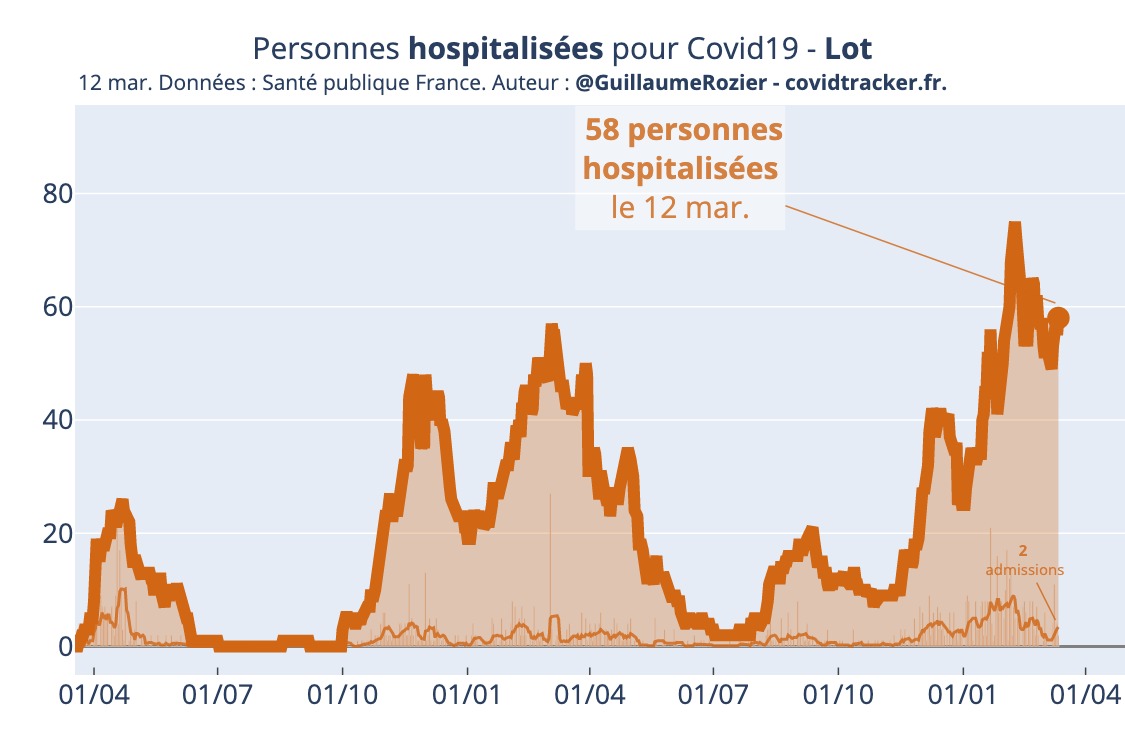 Personnes hospitalisées pour Covid19 - Lot
12 mar. Données : Santé publique France. Auteur : @GuillaumeRozier - covidtracker.fr.
58 personnes
hospitalisées
le 12 mar.
80
60
40
20
0
2
admissions
01/04
01/07
01/10
01/01
01/04
01/07
01/10
01/01
01/04